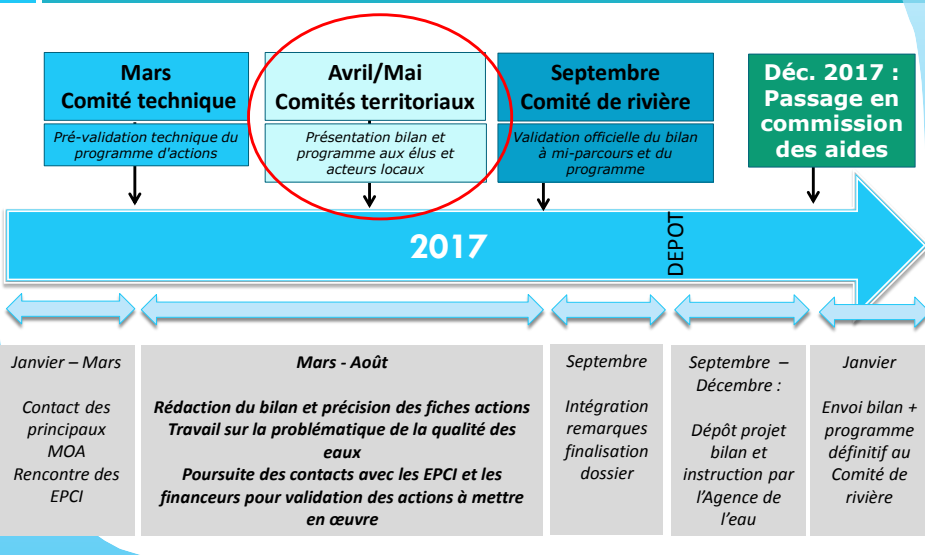 Mars
Comité technique
Pré-validation technique du
programme d'actions
Avril/Mai
Comités territoriaux
Présentation bilan et
programme aux élus et
acteurs locaux
Septembre
Comité de rivière
Validation officielle du bilan
à mi-parcours et du
programme
Déc. 2017 :
Passage en
commission
des aides
2017
DEPOT
Janvier – Mars
Contact des
principaux
MOA
Rencontre des
EPCI
Mars - Août
Rédaction du bilan et précision des fiches actions
Travail sur la problématique de la qualité des
eaux
Poursuite des contacts avec les EPCI et les
financeurs pour validation des actions à mettre
en œuvre
Septembre
Intégration
remarques
finalisation
dossier
Septembre –
Décembre :
Dépôt projet
bilan et
instruction par
l'Agence de
l'eau
Janvier
Envoi bilan +
programme
définitif au
Comité de
rivière